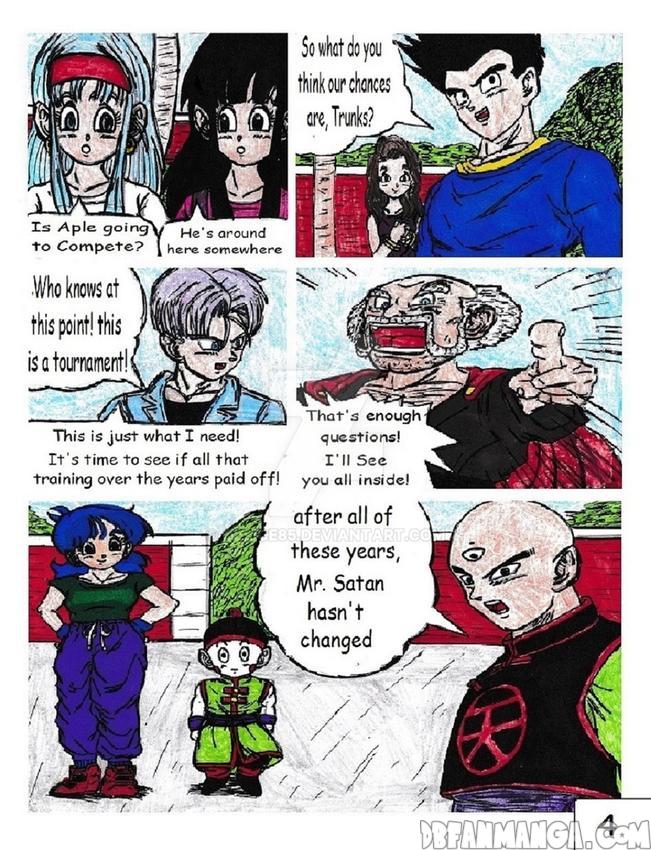 Is Aple going
to Compete?
He's around
here somewhere
So what do you
think our chances
are, Trunks?
Who knows at
this point! this
is a tournament!
This is just what I need!
It's time to see if all that
training over the years paid off!
That's enough
questions!
I'll See
you all inside!
after all of
these years,
Mr. Satan
hasn't
changed
天
4
DBFANMANGA.COM